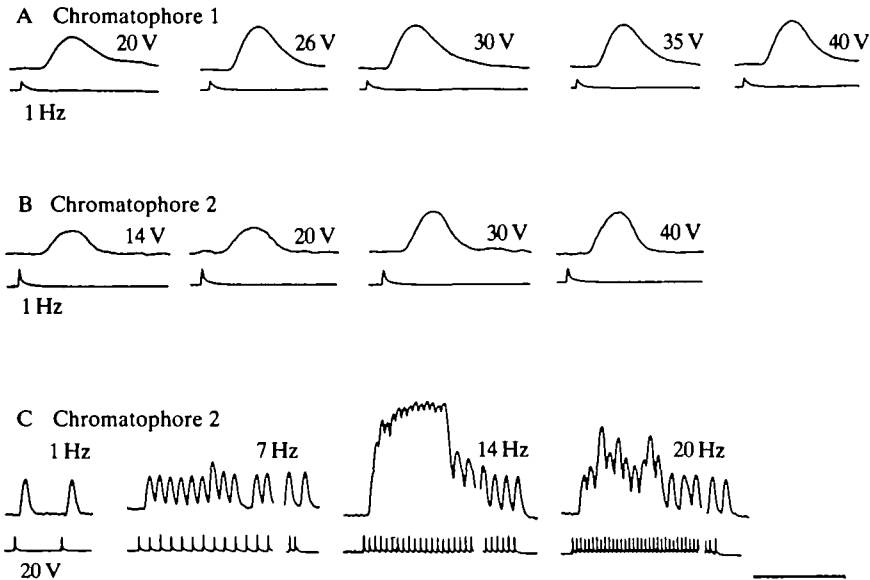 A Chromatophore 1
20 V 26 V 30 V 35 V 40 V
1 Hz
B Chromatophore 2
14 V 20 V 30 V 40 V
1 Hz
C Chromatophore 2
1 Hz 7 Hz 14 Hz 20 Hz
20 V